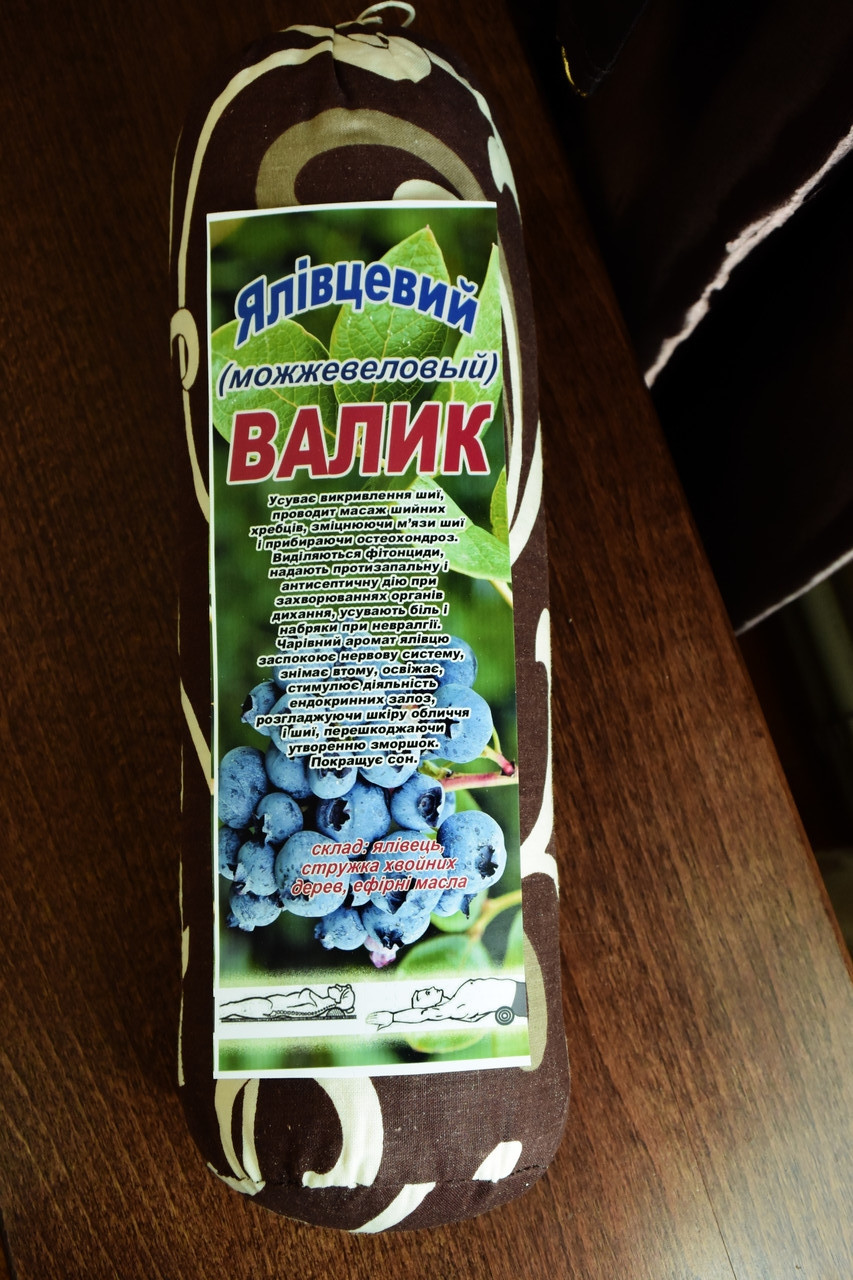 Ялівцевий
(можжевеловый)
ВАЛИК
Усуває викривлення шиї,
проводит масаж шийних
хребців, зміцнюючи м'язи шиї
і прибираючи остеохондроз.
Виділяються фітонциди,
надають протизапальну і
антисептичну дію при
захворюваннях органів
дихання, усувають біль і
набряки при невралгії.
Чарівний аромат ялівцю
заспокоює нервову систему,
знімає втому, освіжає,
стимулює діяльність
ендокринних залоз,
розгладжуючи шкіру обличчя
і шиї, перешкоджаючи
утворенню зморшок.
Покращує сон.
склад: ялівець,
стружка хвойних
дерев, ефірні масла